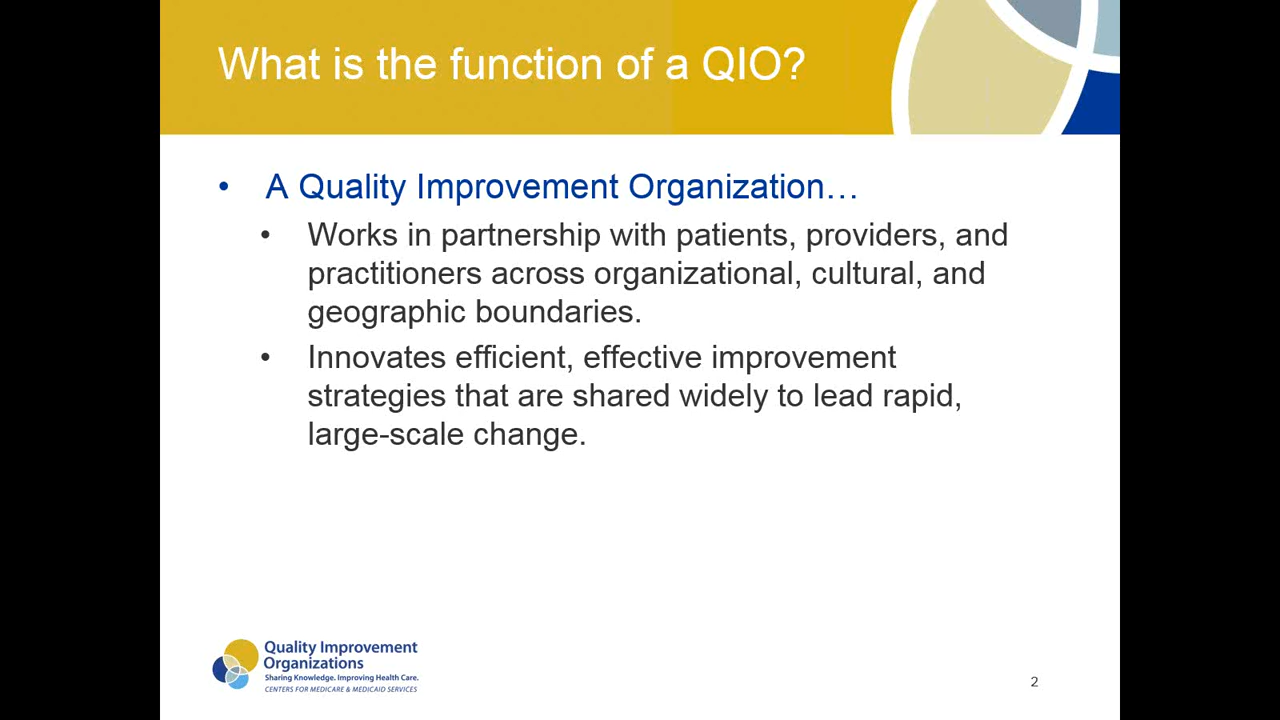 What is the function of a QIO?
• A Quality Improvement Organization…
• Works in partnership with patients, providers, and
practitioners across organizational, cultural, and
geographic boundaries.
• Innovates efficient, effective improvement
strategies that are shared widely to lead rapid,
large-scale change.
Quality Improvement
Organizations
Sharing Knowledge. Improving Health Care.
CENTERS FOR MEDICARE & MEDICAID SERVICES
2